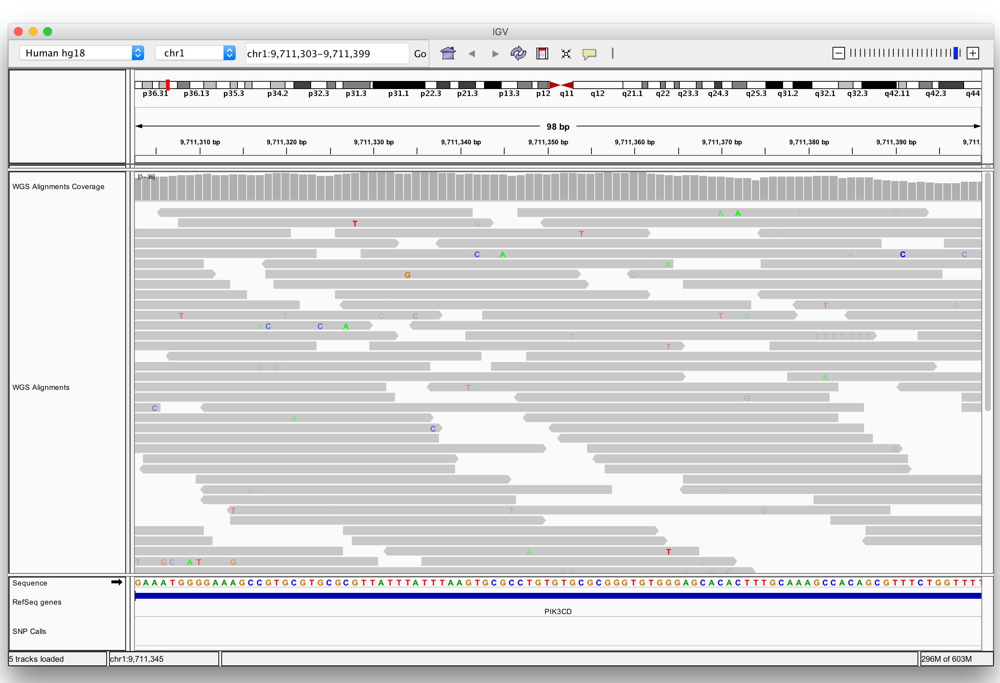 IGV
Human hg18 chr1 chr1:9,711,303-9,711,399 Go
p36.31 p36.13 p35.3 p34.2 p32.3 p31.3 p31.1 p22.3 p21.3 p13.3 p12 q11 q12 q21.1 q22 q23.3 q24.3 q25.3 q31.2 q32.1 q32.3 q42.11 q42.3 q44
98 bp
9,711,310 bp 9,711,320 bp 9,711,330 bp 9,711,340 bp 9,711,350 bp 9,711,360 bp 9,711,370 bp 9,711,380 bp 9,711,390 bp 9,711,
[0 - 36]
WGS Alignments Coverage
A A T G
T G
T A
C A G A C C
A
G G
G T G
T T C C T A
A C C A
T T T T T T T T
T
G G
A G
WGS Alignments
T A
G
C
A
C
G
A G G A
T G T G
A T
T G C A T G G
C C G C C
Sequence
G A A A T G G G G A A A G C C G T G C G T G C G C G T T A T T T A T T T A A G T G C G C C T G T G T G C G C G G G T G T G G G A G C A C A C T T T G C A A A G C C A C A G C G T T T C T G G T T T T
RefSeq genes
PIK3CD
SNP Calls
5 tracks loaded chr1:9,711,345 296M of 603M